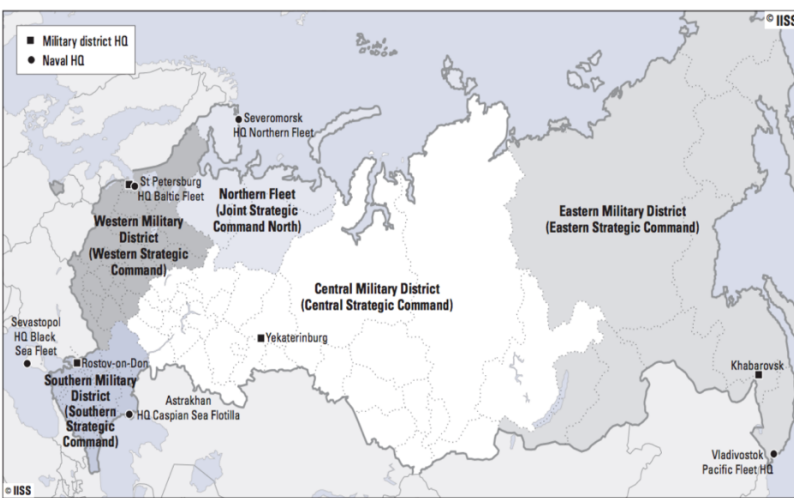 © IISS
Military district HQ
Naval HQ
Severomorsk
HQ Northern Fleet
St Petersburg
HQ Baltic Fleet
Northern Fleet
(Joint Strategic
Command North)
Western Military
District
(Western Strategic
Command)
Eastern Military District
(Eastern Strategic Command)
Central Military District
(Central Strategic Command)
Sevastopol
HQ Black
Sea Fleet
Yekaterinburg
Rostov-on-Don
Khabarovsk
Southern Military
District
(Southern
Strategic
Command)
Astrakhan
HQ Caspian Sea Flotilla
Vladivostok
Pacific Fleet HQ
© IISS